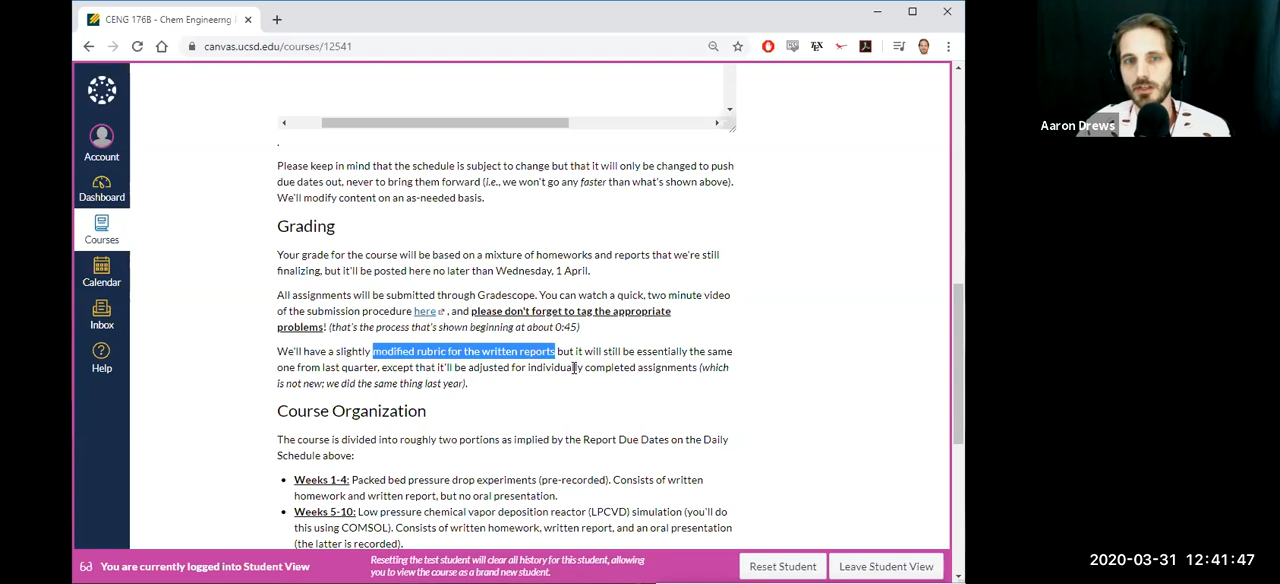 CENG 176B - Chem Engineerng
canvas.ucsd.edu/courses/12541
Account
Dashboard
Courses
Calendar
Inbox
Help
.
Please keep in mind that the schedule is subject to change but that it will only be changed to push
due dates out, never to bring them forward (i.e., we won't go any faster than what's shown above).
We'll modify content on an as-needed basis.
Grading
Your grade for the course will be based on a mixture of homeworks and reports that we're still
finalizing, but it'll be posted here no later than Wednesday, 1 April.
All assignments will be submitted through Gradescope. You can watch a quick, two minute video
of the submission procedure here, and please don't forget to tag the appropriate
problems! (that's the process that's shown beginning at about 0:45)
We'll have a slightly modified rubric for the written reports but it will still be essentially the same
one from last quarter, except that it'll be adjusted for individually completed assignments (which
is not new; we did the same thing last year).
Course Organization
The course is divided into roughly two portions as implied by the Report Due Dates on the Daily
Schedule above:
• Weeks 1-4: Packed bed pressure drop experiments (pre-recorded). Consists of written
homework and written report, but no oral presentation.
• Weeks 5-10: Low pressure chemical vapor deposition reactor (LPCVD) simulation (you'll do
this using COMSOL). Consists of written homework, written report, and an oral presentation
(the latter is recorded).
You are currently logged into Student View
Resetting the test student will clear all history for this student, allowing
you to view the course as a brand new student.
Reset Student
Leave Student View
Aaron Drews
2020-03-31 12:41:47